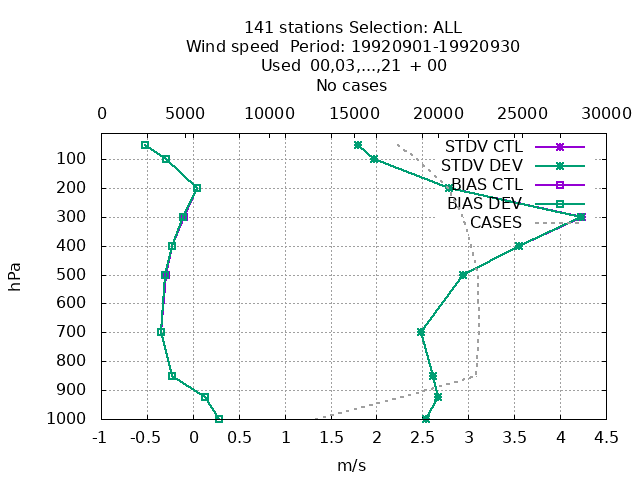 141 stations Selection: ALL
Wind speed  Period: 19920901-19920930
Used  00,03,...,21  + 00
No cases
0 5000 10000 15000 20000 25000 30000
STDV CTL
STDV DEV
BIAS CTL
BIAS DEV
CASES
100
200
300
400
500
600
700
800
900
1000
hPa
-1 -0.5 0 0.5 1 1.5 2 2.5 3 3.5 4 4.5
m/s